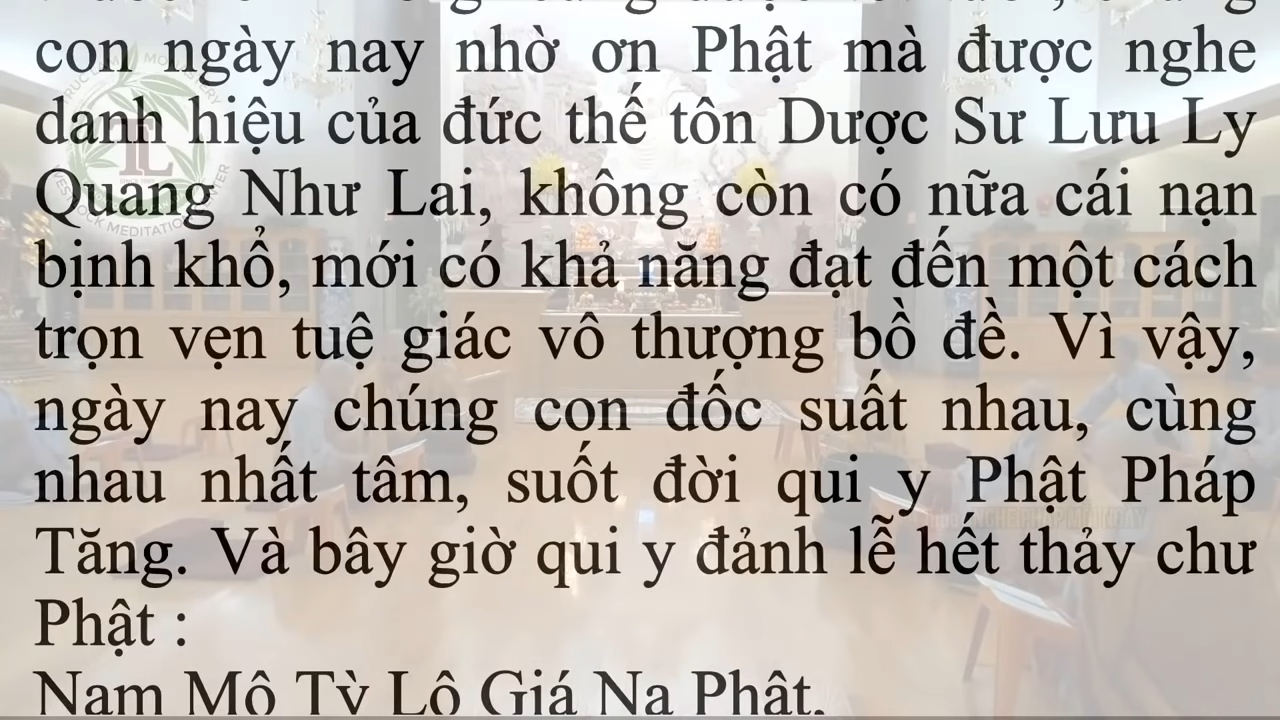 con ngày nay nhờ ơn Phật mà được nghe
danh hiệu của đức thế tôn Dược Sư Lưu Ly
Quang Như Lai, không còn có nữa cái nạn
bịnh khổ, mới có khả năng đạt đến một cách
trọn vẹn tuệ giác vô thượng bồ đề. Vì vậy,
ngày nay chúng con đốc suất nhau, cùng
nhau nhất tâm, suốt đời qui y Phật Pháp
Tăng. Và bây giờ qui y đảnh lễ hết thảy chư
Phật :
Nam Mô Tỳ Lô Giá Na Phật,